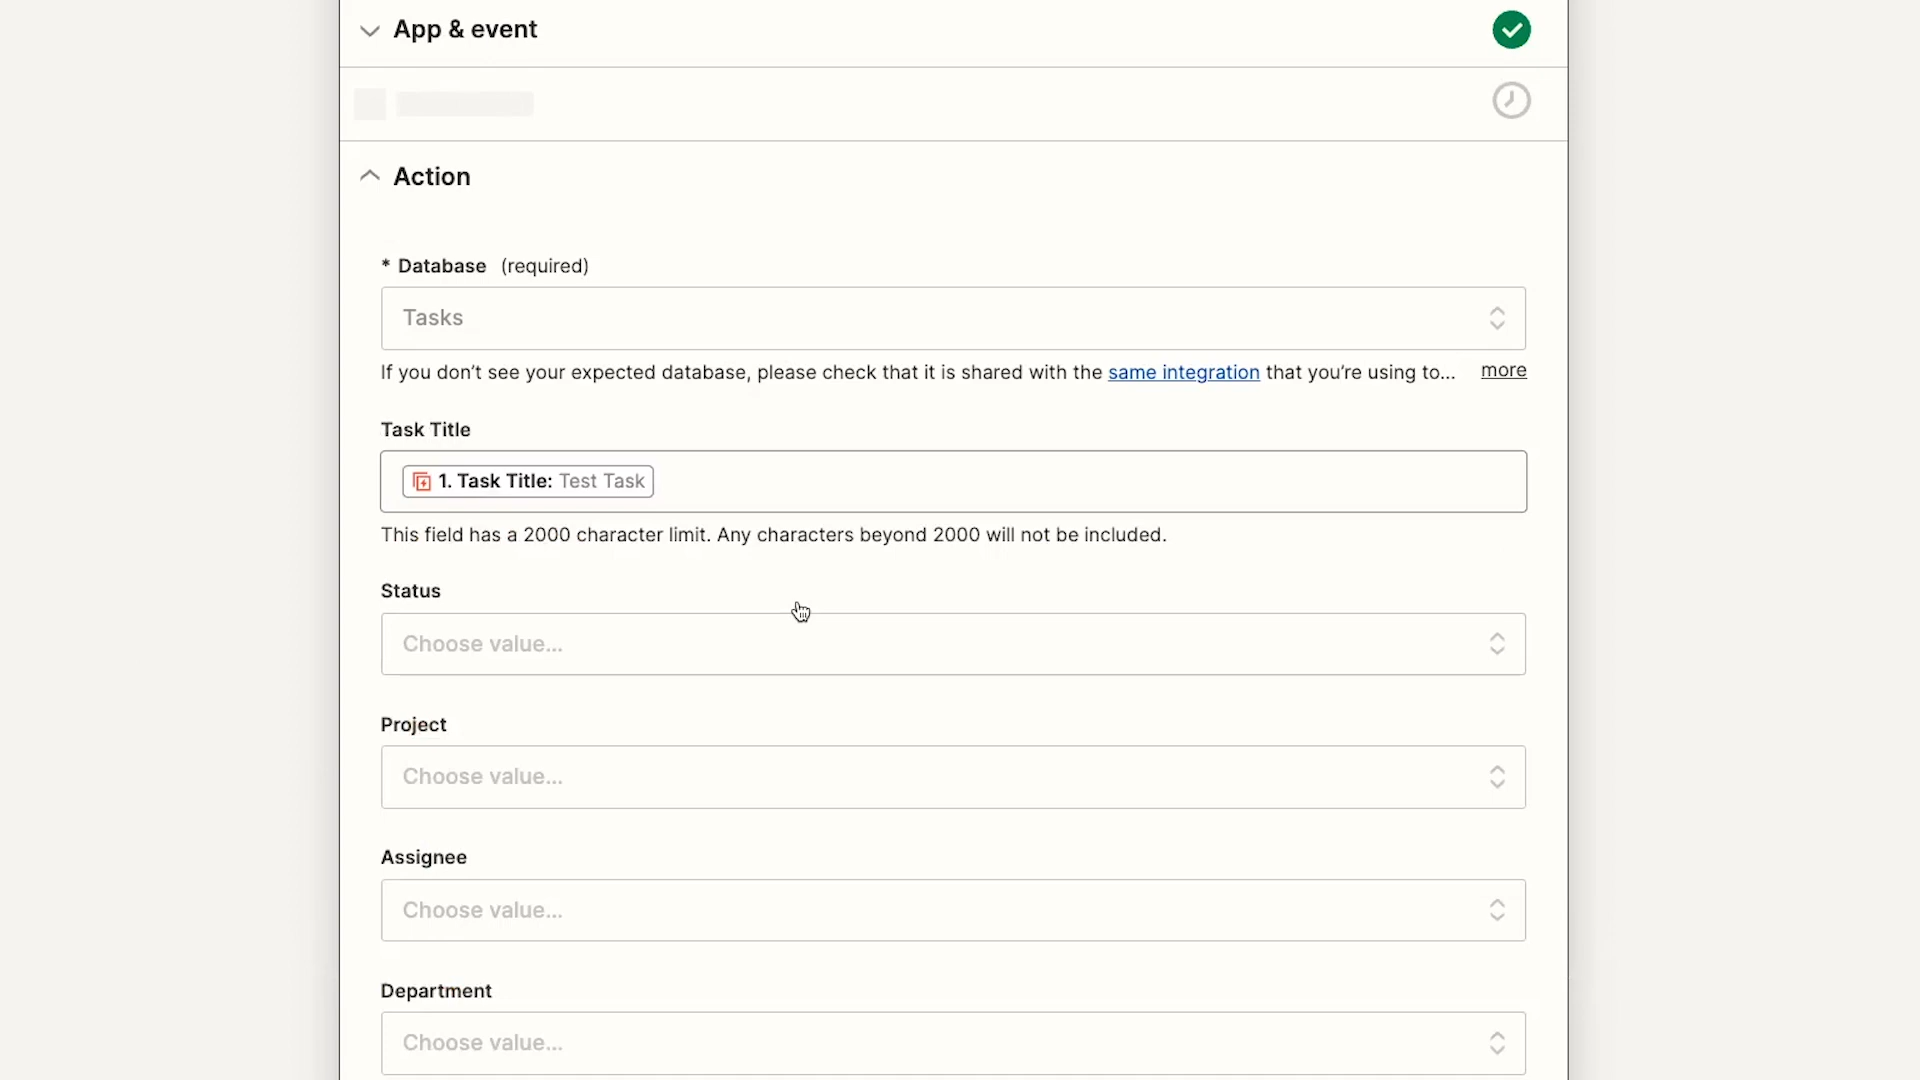 App & event
Action
* Database (required)
Tasks
If you don’t see your expected database, please check that it is shared with the same integration that you’re using to... more
Task Title
1. Task Title: Test Task
This field has a 2000 character limit. Any characters beyond 2000 will not be included.
Status
Choose value...
Project
Choose value...
Assignee
Choose value...
Department
Choose value...